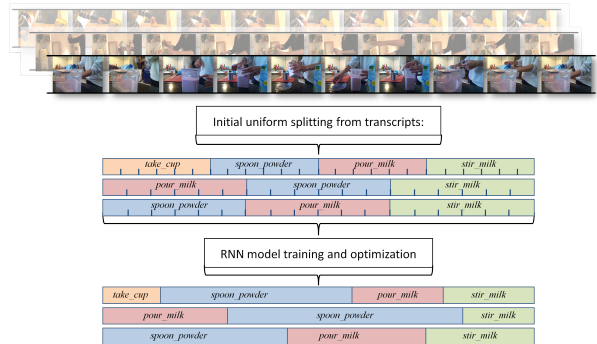 Initial uniform splitting from transcripts:
take_cup spoon_powder pour_milk stir_milk
pour_milk spoon_powder stir_milk
spoon_powder pour_milk stir_milk
RNN model training and optimization
take_cup spoon_powder pour_milk stir_milk
pour_milk spoon_powder stir_milk
spoon_powder pour_milk stir_milk